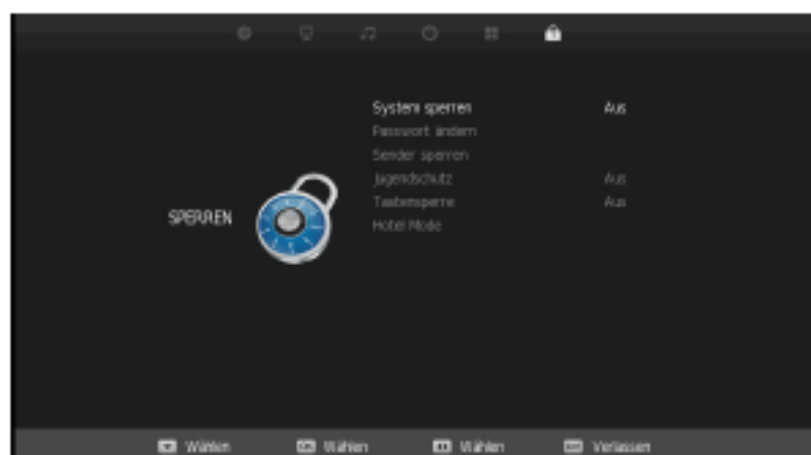 System sperren Aus
Passwort ändern
Sender sperren
Jugendschutz Aus
Tastensperre Aus
Hotel Mode
SPERREN
Wählen Wählen Wählen Verlassen